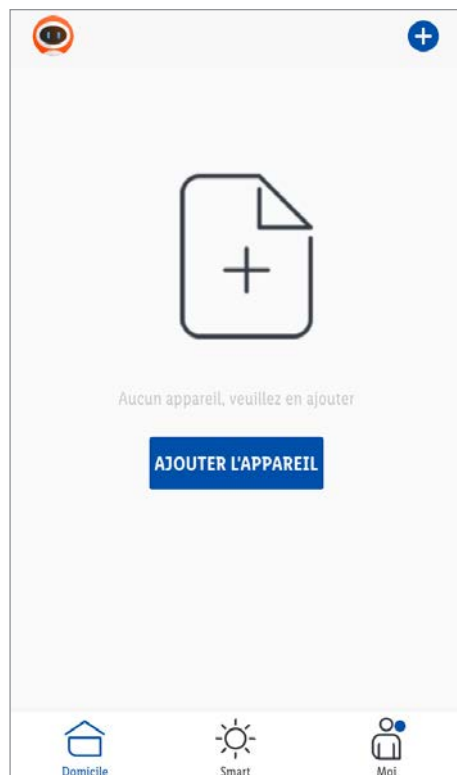 Aucun appareil, veuillez en ajouter
AJOUTER L'APPAREIL
Domicile
Smart
Moi